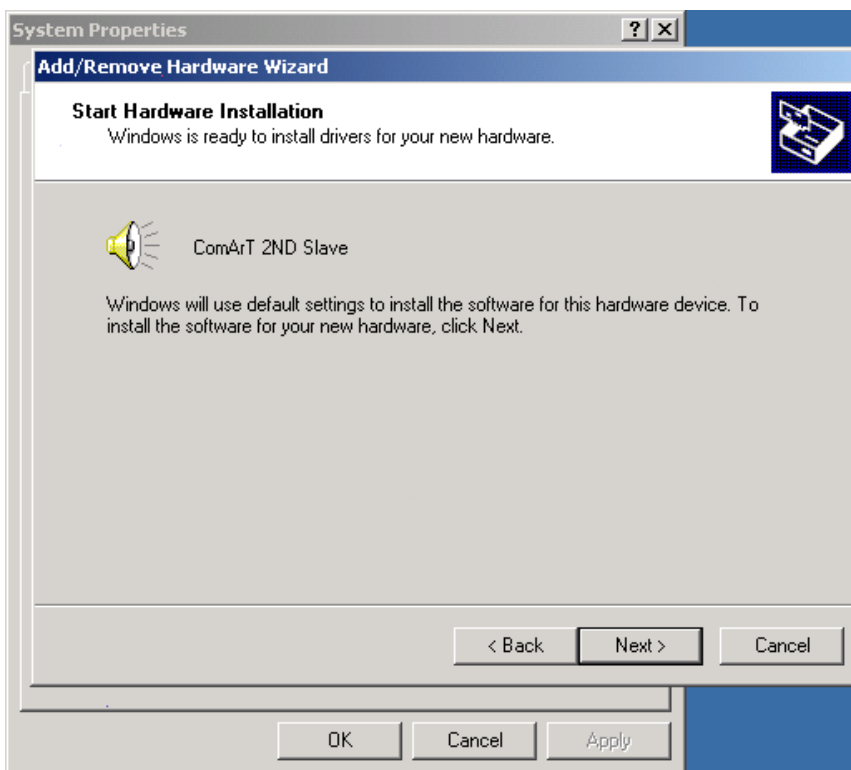 System Properties
Add/Remove Hardware Wizard
Start Hardware Installation
Windows is ready to install drivers for your new hardware.
ComArT 2ND Slave
Windows will use default settings to install the software for this hardware device. To
install the software for your new hardware, click Next.
< Back Next > Cancel
OK Cancel Apply